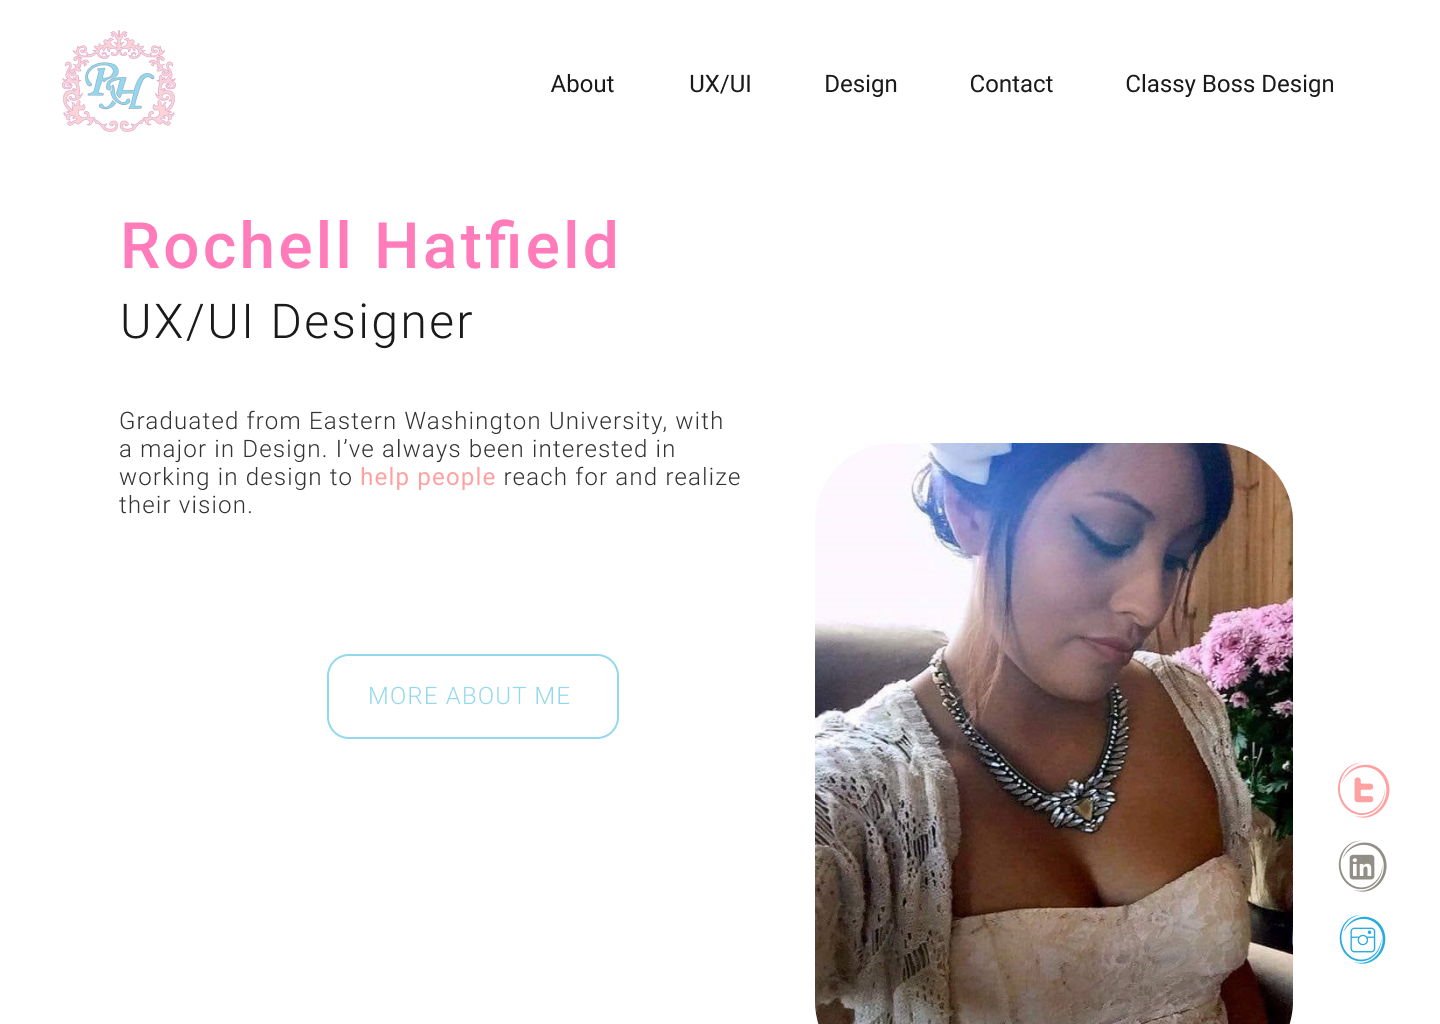 RH
About UX/UI Design Contact Classy Boss Design
Rochell Hatfield
UX/UI Designer
Graduated from Eastern Washington University, with
a major in Design. I’ve always been interested in
working in design to help people reach for and realize
their vision.
MORE ABOUT ME
t
in